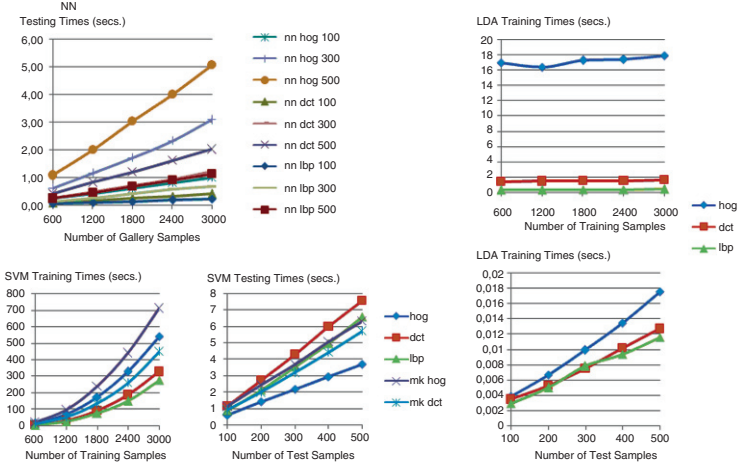 NN
Testing Times (secs.)
6,00
5,00
4,00
3,00
2,00
1,00
0,00
600 1200 1800 2400 3000
Number of Gallery Samples
nn hog 100
nn hog 300
nn hog 500
nn dct 100
nn dct 300
nn dct 500
nn lbp 100
nn lbp 300
nn lbp 500
LDA Training Times (secs.)
20
18
16
14
12
10
8
6
4
2
0
600 1200 1800 2400 3000
Number of Training Samples
hog
dct
lbp
SVM Training Times (secs.)
800
700
600
500
400
300
200
100
0
600 1200 1800 2400 3000
Number of Training Samples
SVM Testing Times (secs.)
8
7
6
5
4
3
2
1
0
100 200 300 400 500
Number of Test Samples
hog
dct
lbp
mk hog
mk dct
LDA Training Times (secs.)
0,02
0,018
0,016
0,014
0,012
0,01
0,008
0,006
0,004
0,002
0
100 200 300 400 500
Number of Test Samples